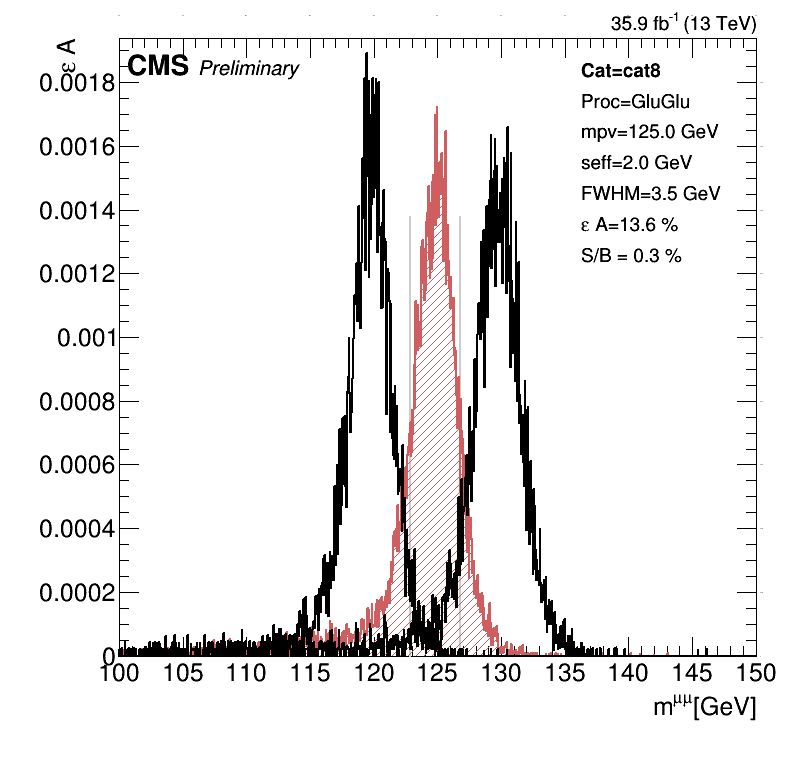 35.9 fb⁻¹ (13 TeV)
ε A
CMS Preliminary
Cat=cat8
Proc=GluGlu
mpv=125.0 GeV
seff=2.0 GeV
FWHM=3.5 GeV
ε A=13.6 %
S/B = 0.3 %
0.0018
0.0016
0.0014
0.0012
0.001
0.0008
0.0006
0.0004
0.0002
0
100 105 110 115 120 125 130 135 140 145 150
m^μμ[GeV]